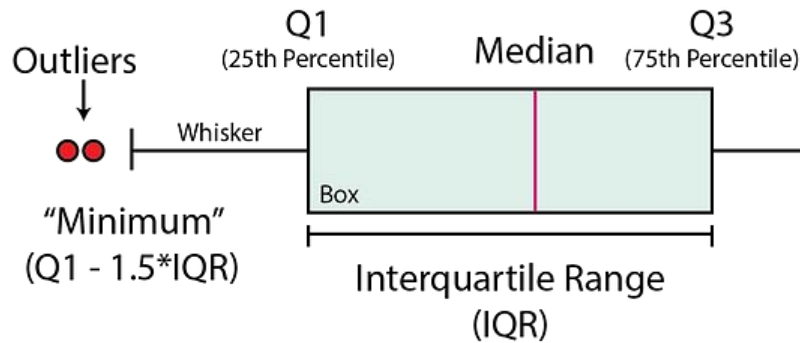 Outliers
Q1
(25th Percentile)
Median
Q3
(75th Percentile)
Whisker
Box
“Minimum”
(Q1 - 1.5*IQR)
Interquartile Range
(IQR)